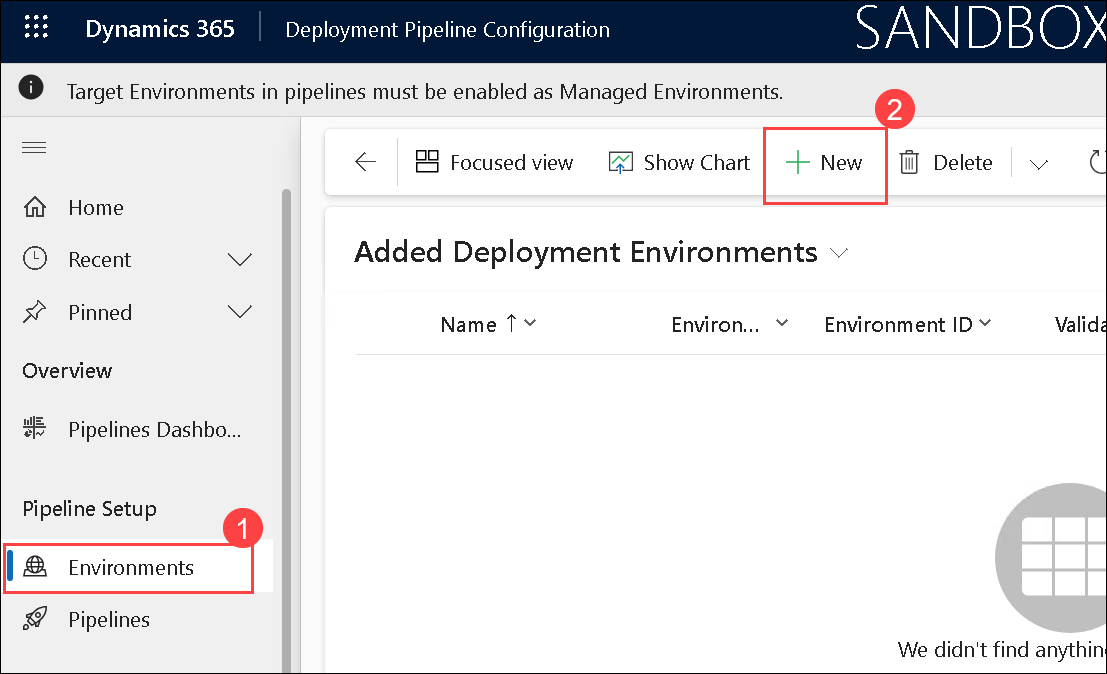 Dynamics 365 Deployment Pipeline Configuration SANDBOX
Target Environments in pipelines must be enabled as Managed Environments.
2
Focused view Show Chart New Delete
Home
Recent
Pinned
Overview
Pipelines Dashbo...
Pipeline Setup
1
Environments
Pipelines
Added Deployment Environments
Name ↑ Environ... Environment ID Valida
We didn't find anything